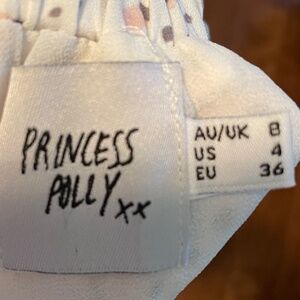 PRINCESS
POLLY xx
AU/UK 8
US 4
EU 36